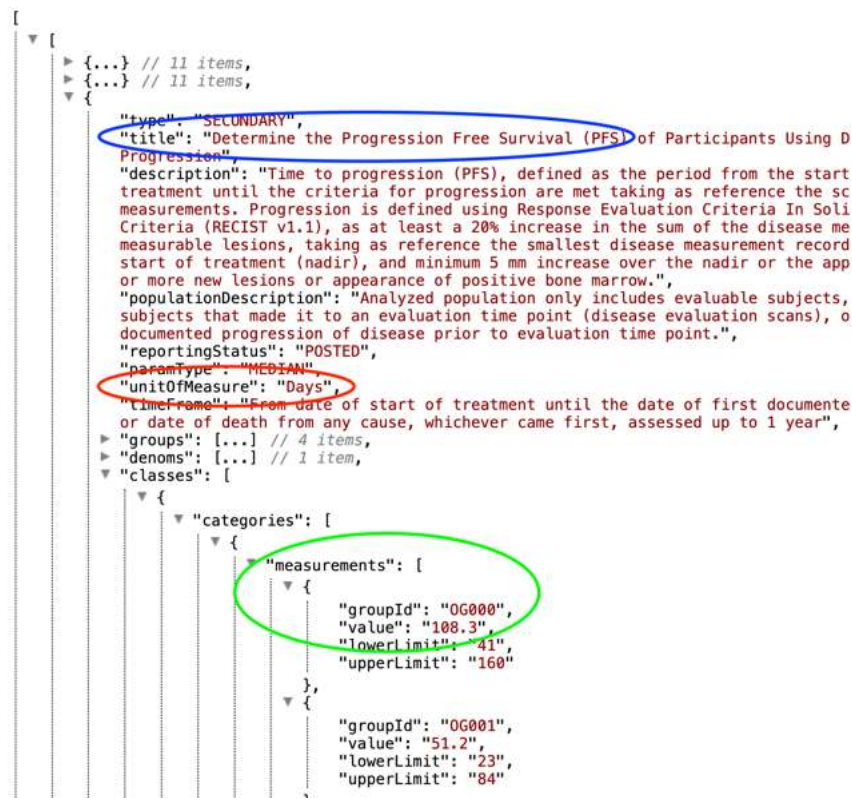 [
[
{...} // 11 items,
{...} // 11 items,
{
"type": "SECONDARY",
"title": "Determine the Progression Free Survival (PFS) of Participants Using D
Progression",
"description": "Time to progression (PFS), defined as the period from the start
treatment until the criteria for progression are met taking as reference the sc
measurements. Progression is defined using Response Evaluation Criteria In Soli
Criteria (RECIST v1.1), as at least a 20% increase in the sum of the disease me
measurable lesions, taking as reference the smallest disease measurement record
start of treatment (nadir), and minimum 5 mm increase over the nadir or the app
or more new lesions or appearance of positive bone marrow.",
"populationDescription": "Analyzed population only includes evaluable subjects,
subjects that made it to an evaluation time point (disease evaluation scans), o
documented progression of disease prior to evaluation time point.",
"reportingStatus": "POSTED",
"paramType": "MEDIAN",
"unitOfMeasure": "Days",
"timeFrame": "From date of start of treatment until the date of first documente
or date of death from any cause, whichever came first, assessed up to 1 year",
"groups": [...] // 4 items,
"denoms": [...] // 1 item,
"classes": [
{
"categories": [
{
"measurements": [
{
"groupId": "OG000",
"value": "108.3",
"lowerLimit": "41",
"upperLimit": "160"
},
{
"groupId": "OG001",
"value": "51.2",
"lowerLimit": "23",
"upperLimit": "84"